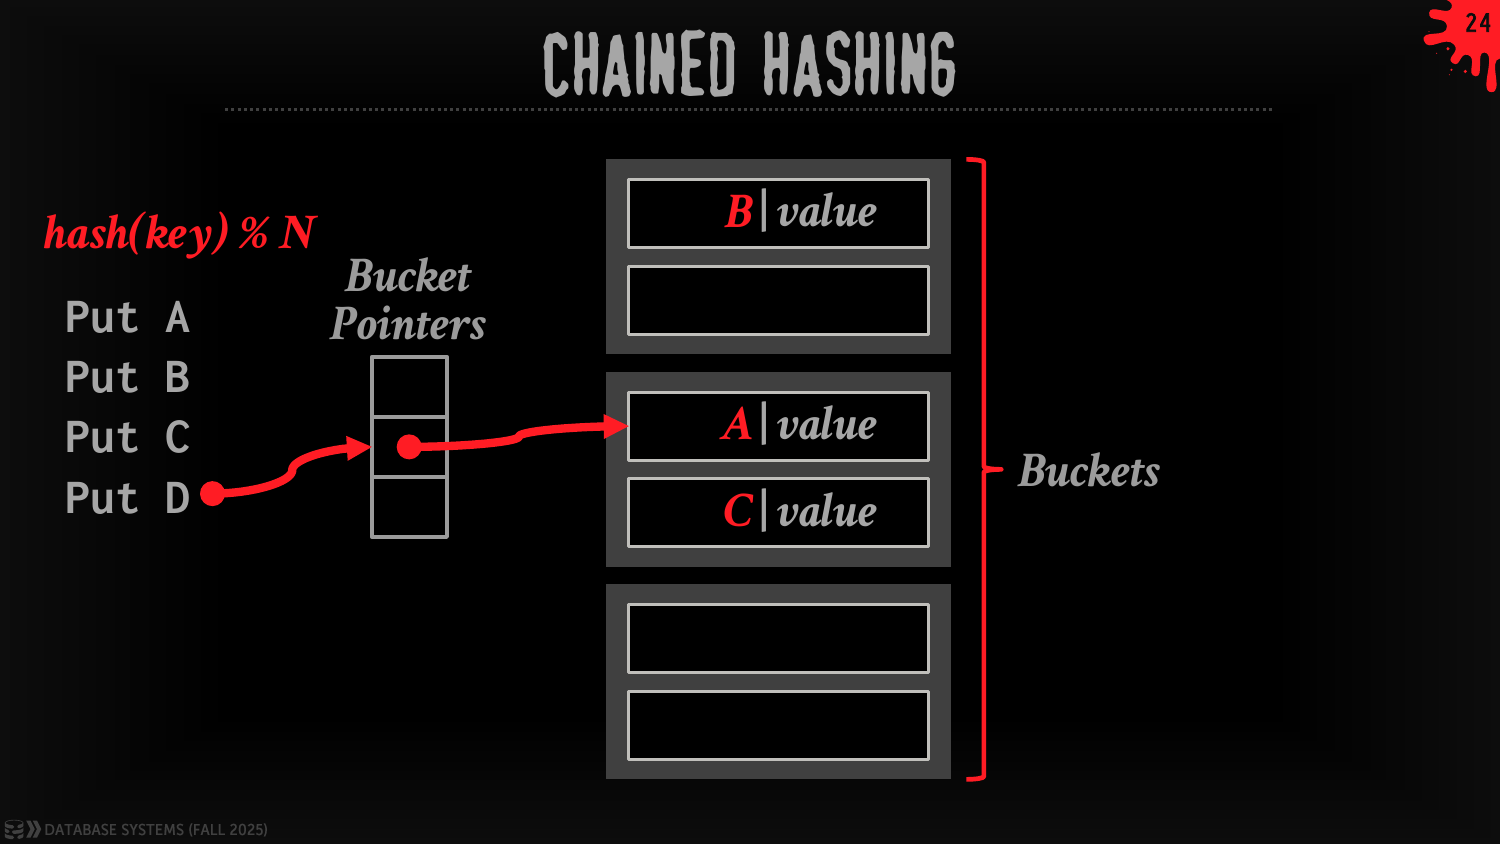 24
CHAINED HASHING
hash(key) % N
Put A
Put B
Put C
Put D
Bucket
Pointers
B|value
A|value
C|value
Buckets
DATABASE SYSTEMS (FALL 2025)